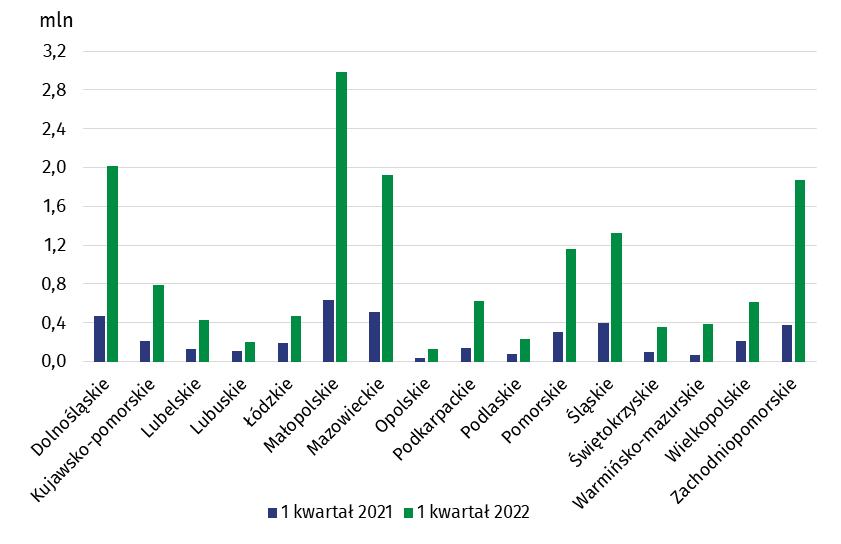 mln
3,2
2,8
2,4
2,0
1,6
1,2
0,8
0,4
0,0
Dolnośląskie
Kujawsko-pomorskie
Lubelskie
Lubuskie
Łódzkie
Małopolskie
Mazowieckie
Opolskie
Podkarpackie
Podlaskie
Pomorskie
Śląskie
Świętokrzyskie
Warmińsko-mazurskie
Wielkopolskie
Zachodniopomorskie
1 kwartał 2021 1 kwartał 2022